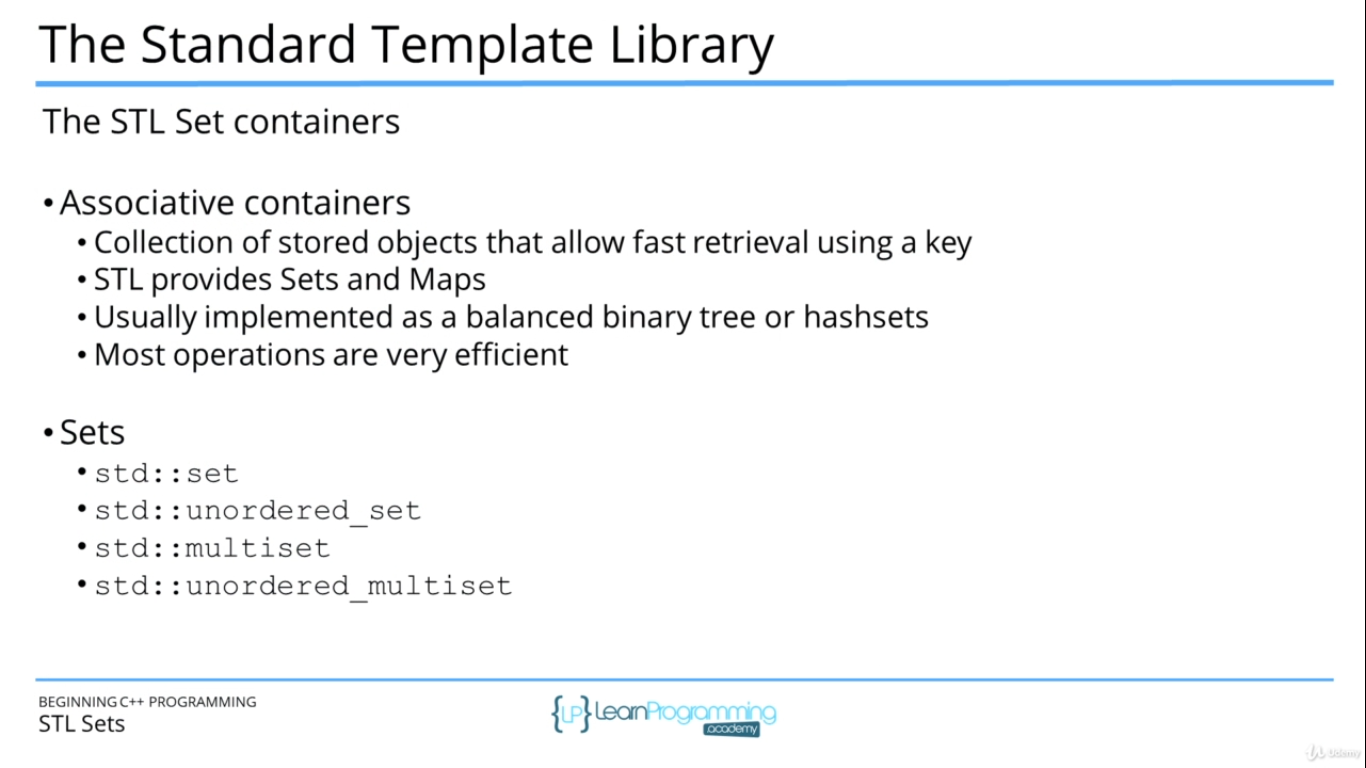 The Standard Template Library
The STL Set containers
• Associative containers
• Collection of stored objects that allow fast retrieval using a key
• STL provides Sets and Maps
• Usually implemented as a balanced binary tree or hashsets
• Most operations are very efficient
• Sets
• std::set
• std::unordered_set
• std::multiset
• std::unordered_multiset
BEGINNING C++ PROGRAMMING
STL Sets
{LP} LearnProgramming
academy
Udemy